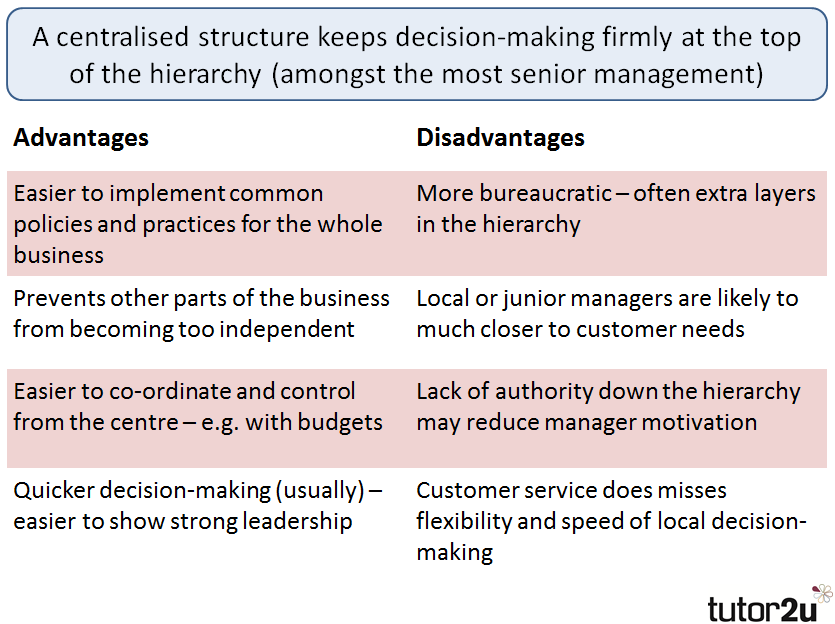 A centralised structure keeps decision-making firmly at the top
of the hierarchy (amongst the most senior management)
Advantages
Disadvantages
Easier to implement common
policies and practices for the whole
business
More bureaucratic – often extra layers
in the hierarchy
Prevents other parts of the business
from becoming too independent
Local or junior managers are likely to
much closer to customer needs
Easier to co-ordinate and control
from the centre – e.g. with budgets
Lack of authority down the hierarchy
may reduce manager motivation
Quicker decision-making (usually) –
easier to show strong leadership
Customer service does misses
flexibility and speed of local decision-
making
tutor2u